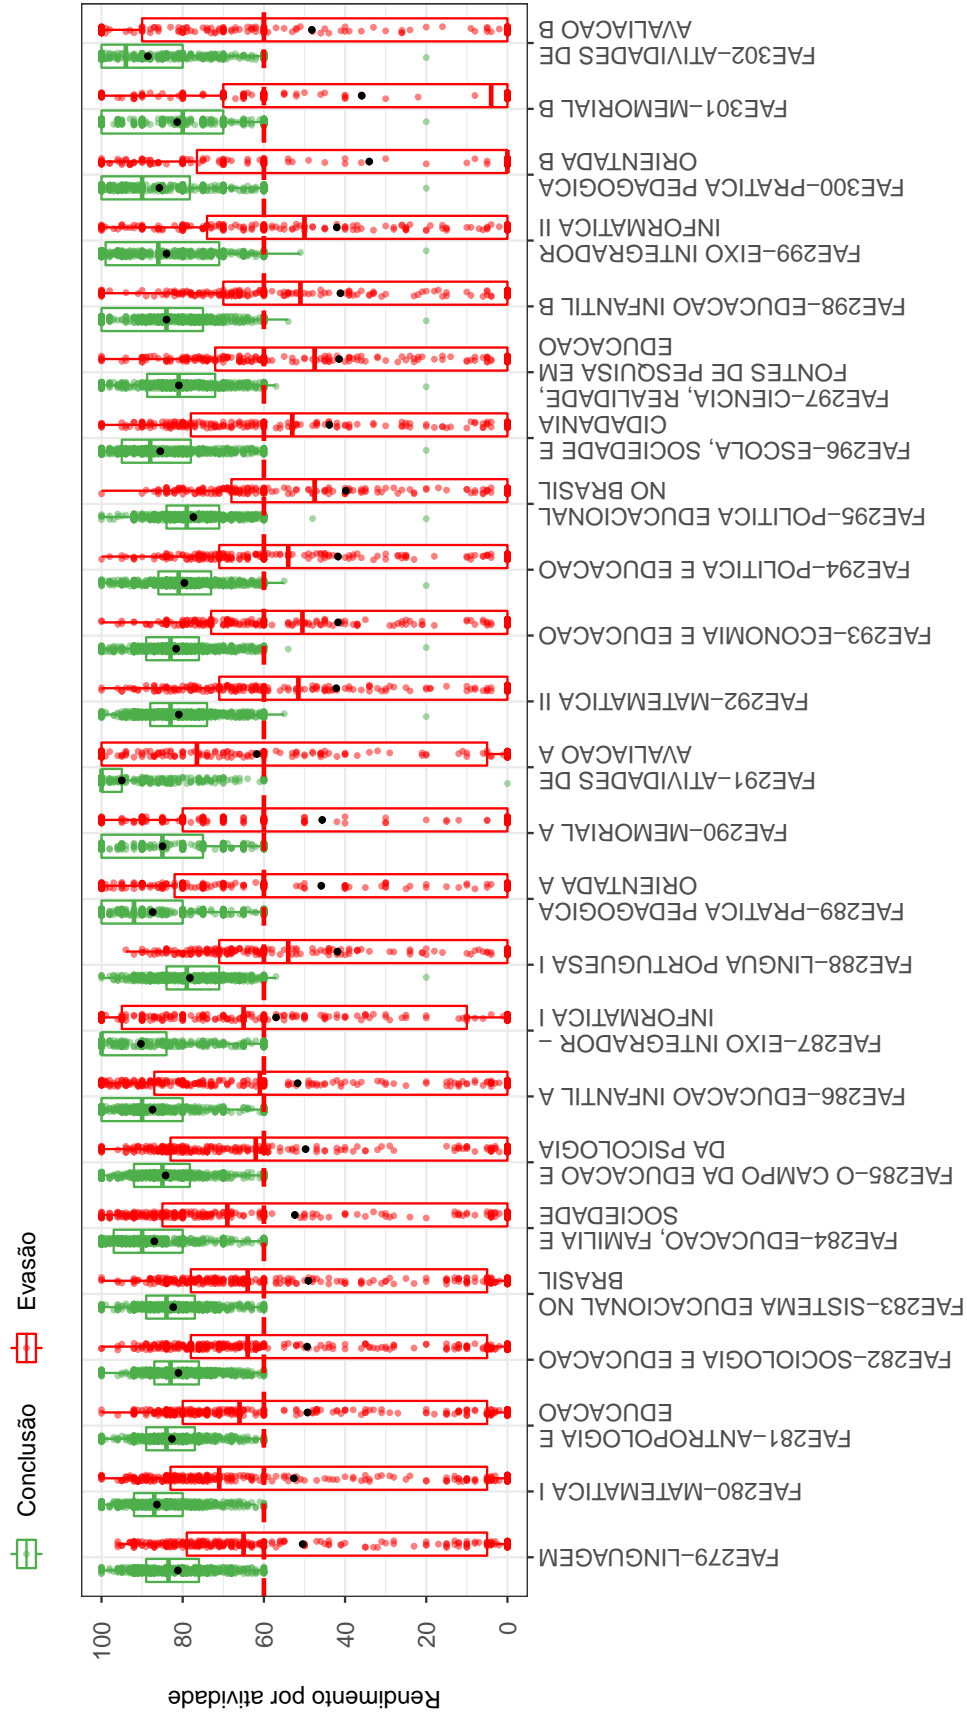 Conclusão
Evasão
Rendimento por atividade
100
80
60
40
20
0
FAE279−LINGUAGEM
FAE280−MATEMATICA I
FAE281−ANTROPOLOGIA E
EDUCACAO
FAE282−SOCIOLOGIA E EDUCACAO
FAE283−SISTEMA EDUCACIONAL NO
BRASIL
FAE284−EDUCACAO, FAMILIA E
SOCIEDADE
FAE285−O CAMPO DA EDUCACAO E
DA PSICOLOGIA
FAE286−EDUCACAO INFANTIL A
FAE287−EIXO INTEGRADOR −
INFORMATICA I
FAE288−LINGUA PORTUGUESA I
FAE289−PRATICA PEDAGOGICA
ORIENTADA A
FAE290−MEMORIAL A
FAE291−ATIVIDADES DE
AVALIACAO A
FAE292−MATEMATICA II
FAE293−ECONOMIA E EDUCACAO
FAE294−POLITICA E EDUCACAO
FAE295−POLITICA EDUCACIONAL
NO BRASIL
FAE296−ESCOLA, SOCIEDADE E
CIDADANIA
FAE297−CIENCIA, REALIDADE,
FONTES DE PESQUISA EM
EDUCACAO
FAE298−EDUCACAO INFANTIL B
FAE299−EIXO INTEGRADOR
INFORMATICA II
FAE300−PRATICA PEDAGOGICA
ORIENTADA B
FAE301−MEMORIAL B
FAE302−ATIVIDADES DE
AVALIACAO B